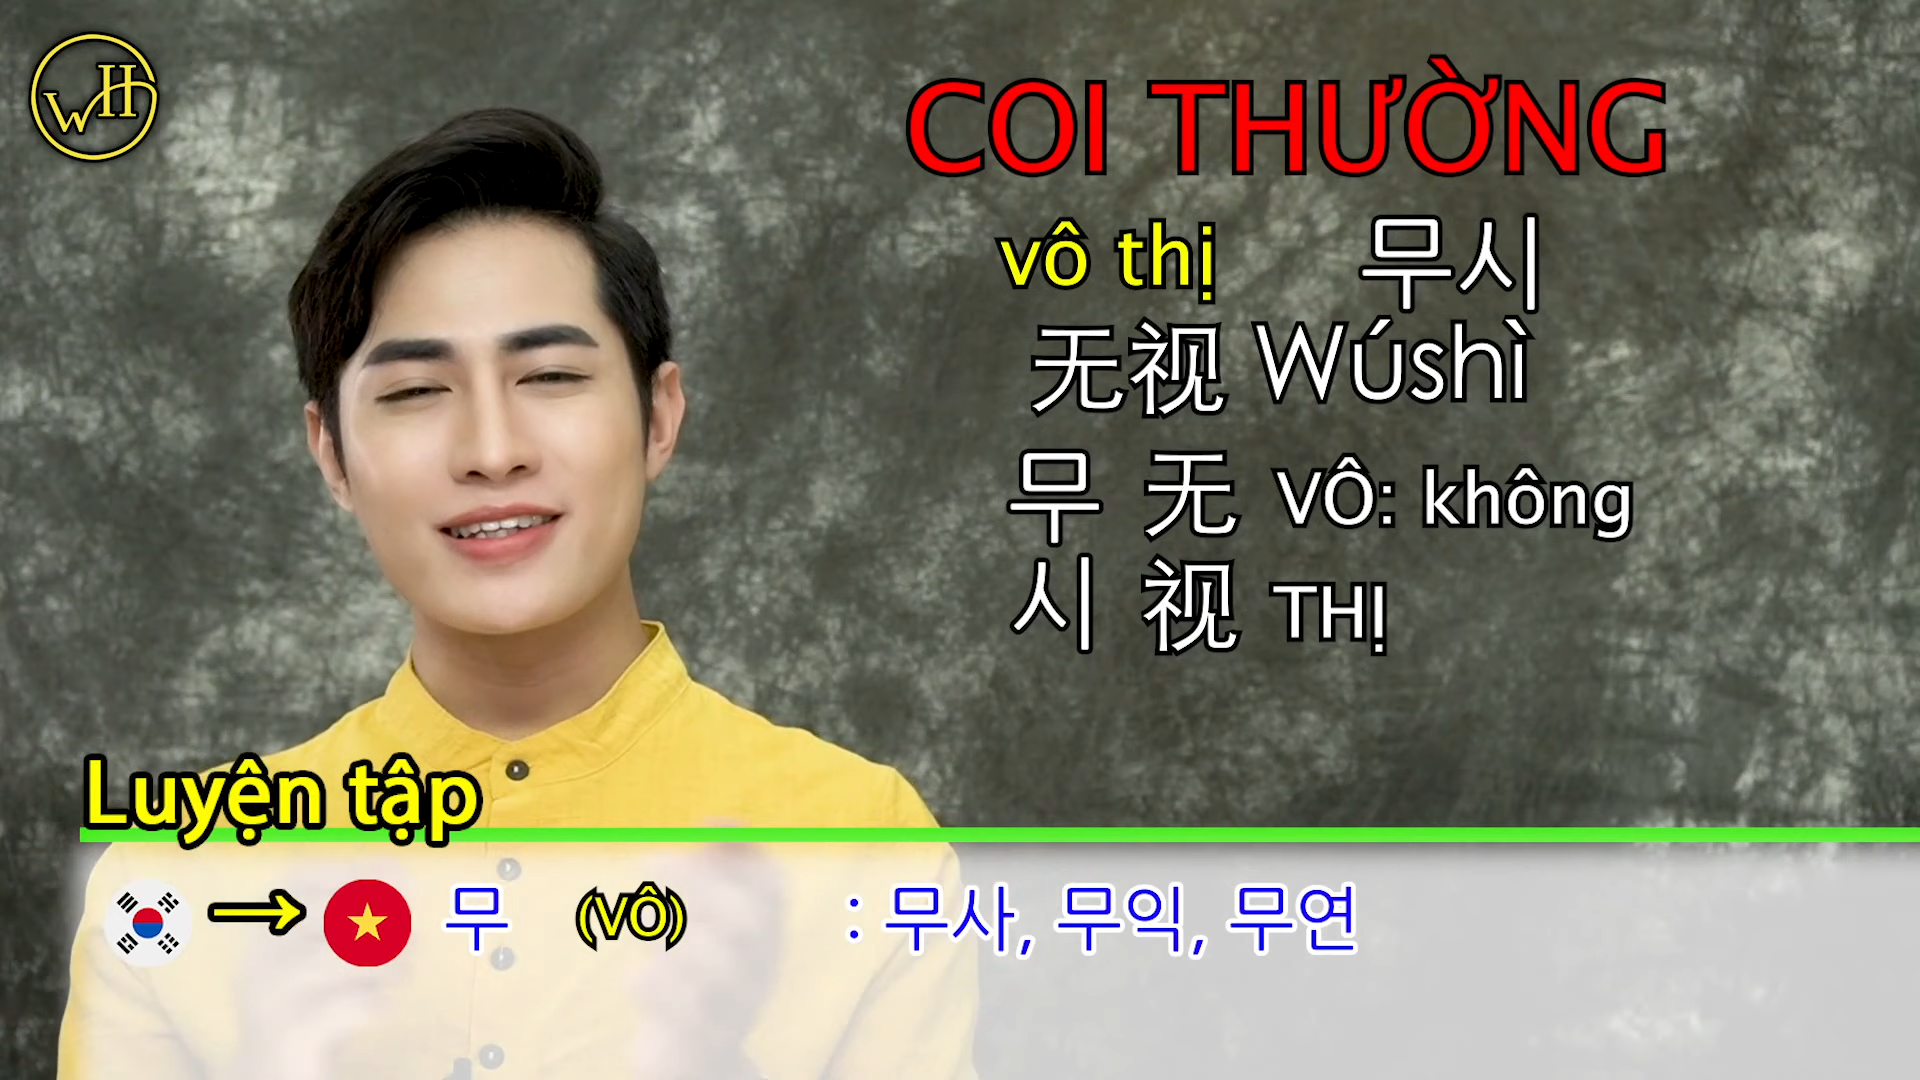 WH
COI THƯỜNG
vô thị 무시
无视 Wúshì
무 无 VÔ: không
시 视 THỊ
Luyện tập
→ 무 (VÔ) : 무사, 무익, 무연